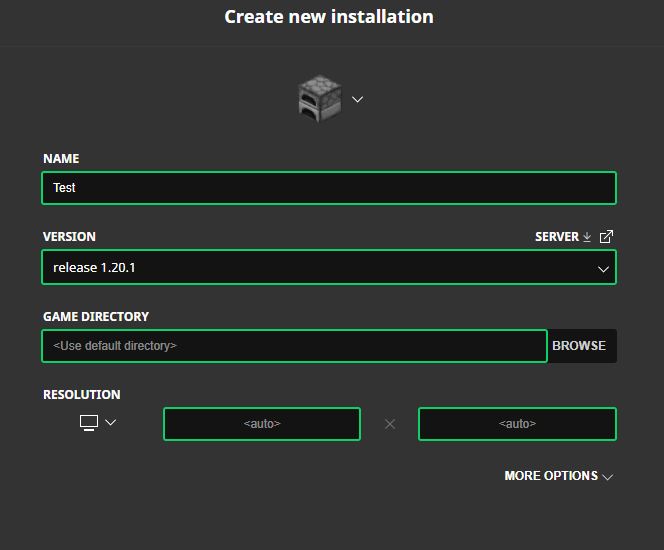 Create new installation
NAME
Test
VERSION
SERVER
release 1.20.1
GAME DIRECTORY
<Use default directory>
BROWSE
RESOLUTION
<auto>
<auto>
MORE OPTIONS